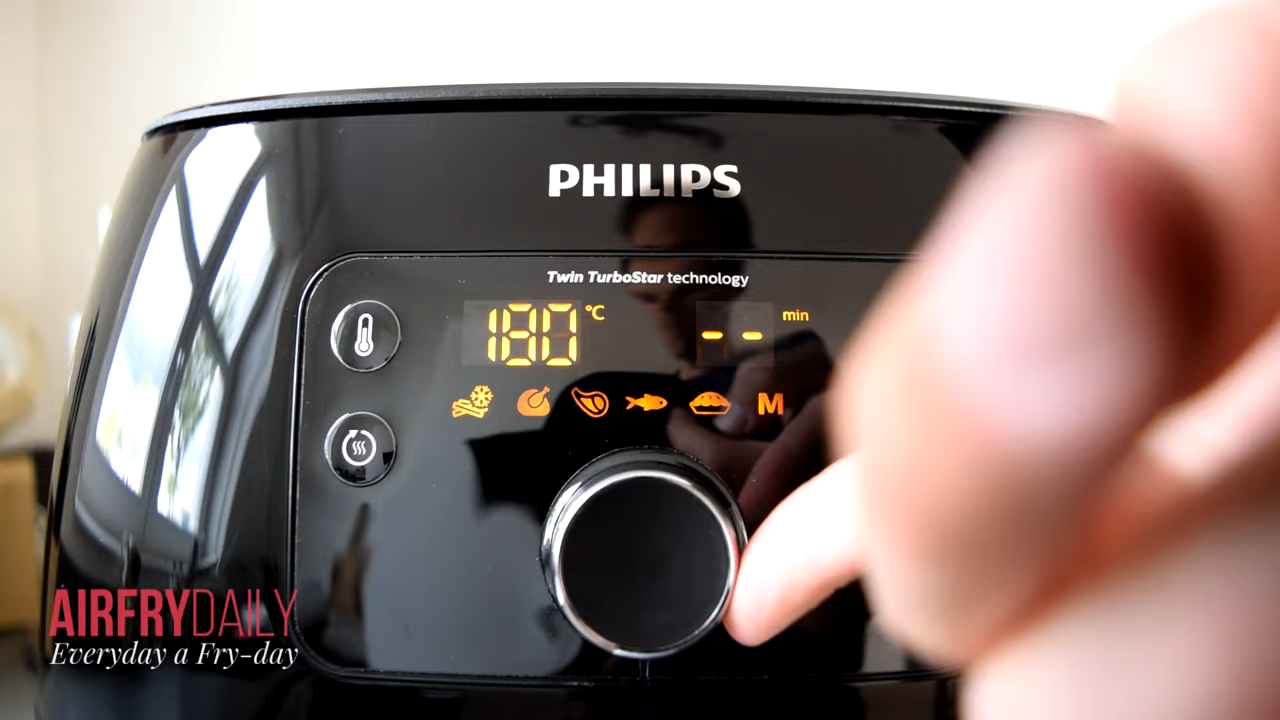 PHILIPS
Twin TurboStar technology
180 °C
-- min
M
AIRFRYDAILY
Everyday a Fry-day